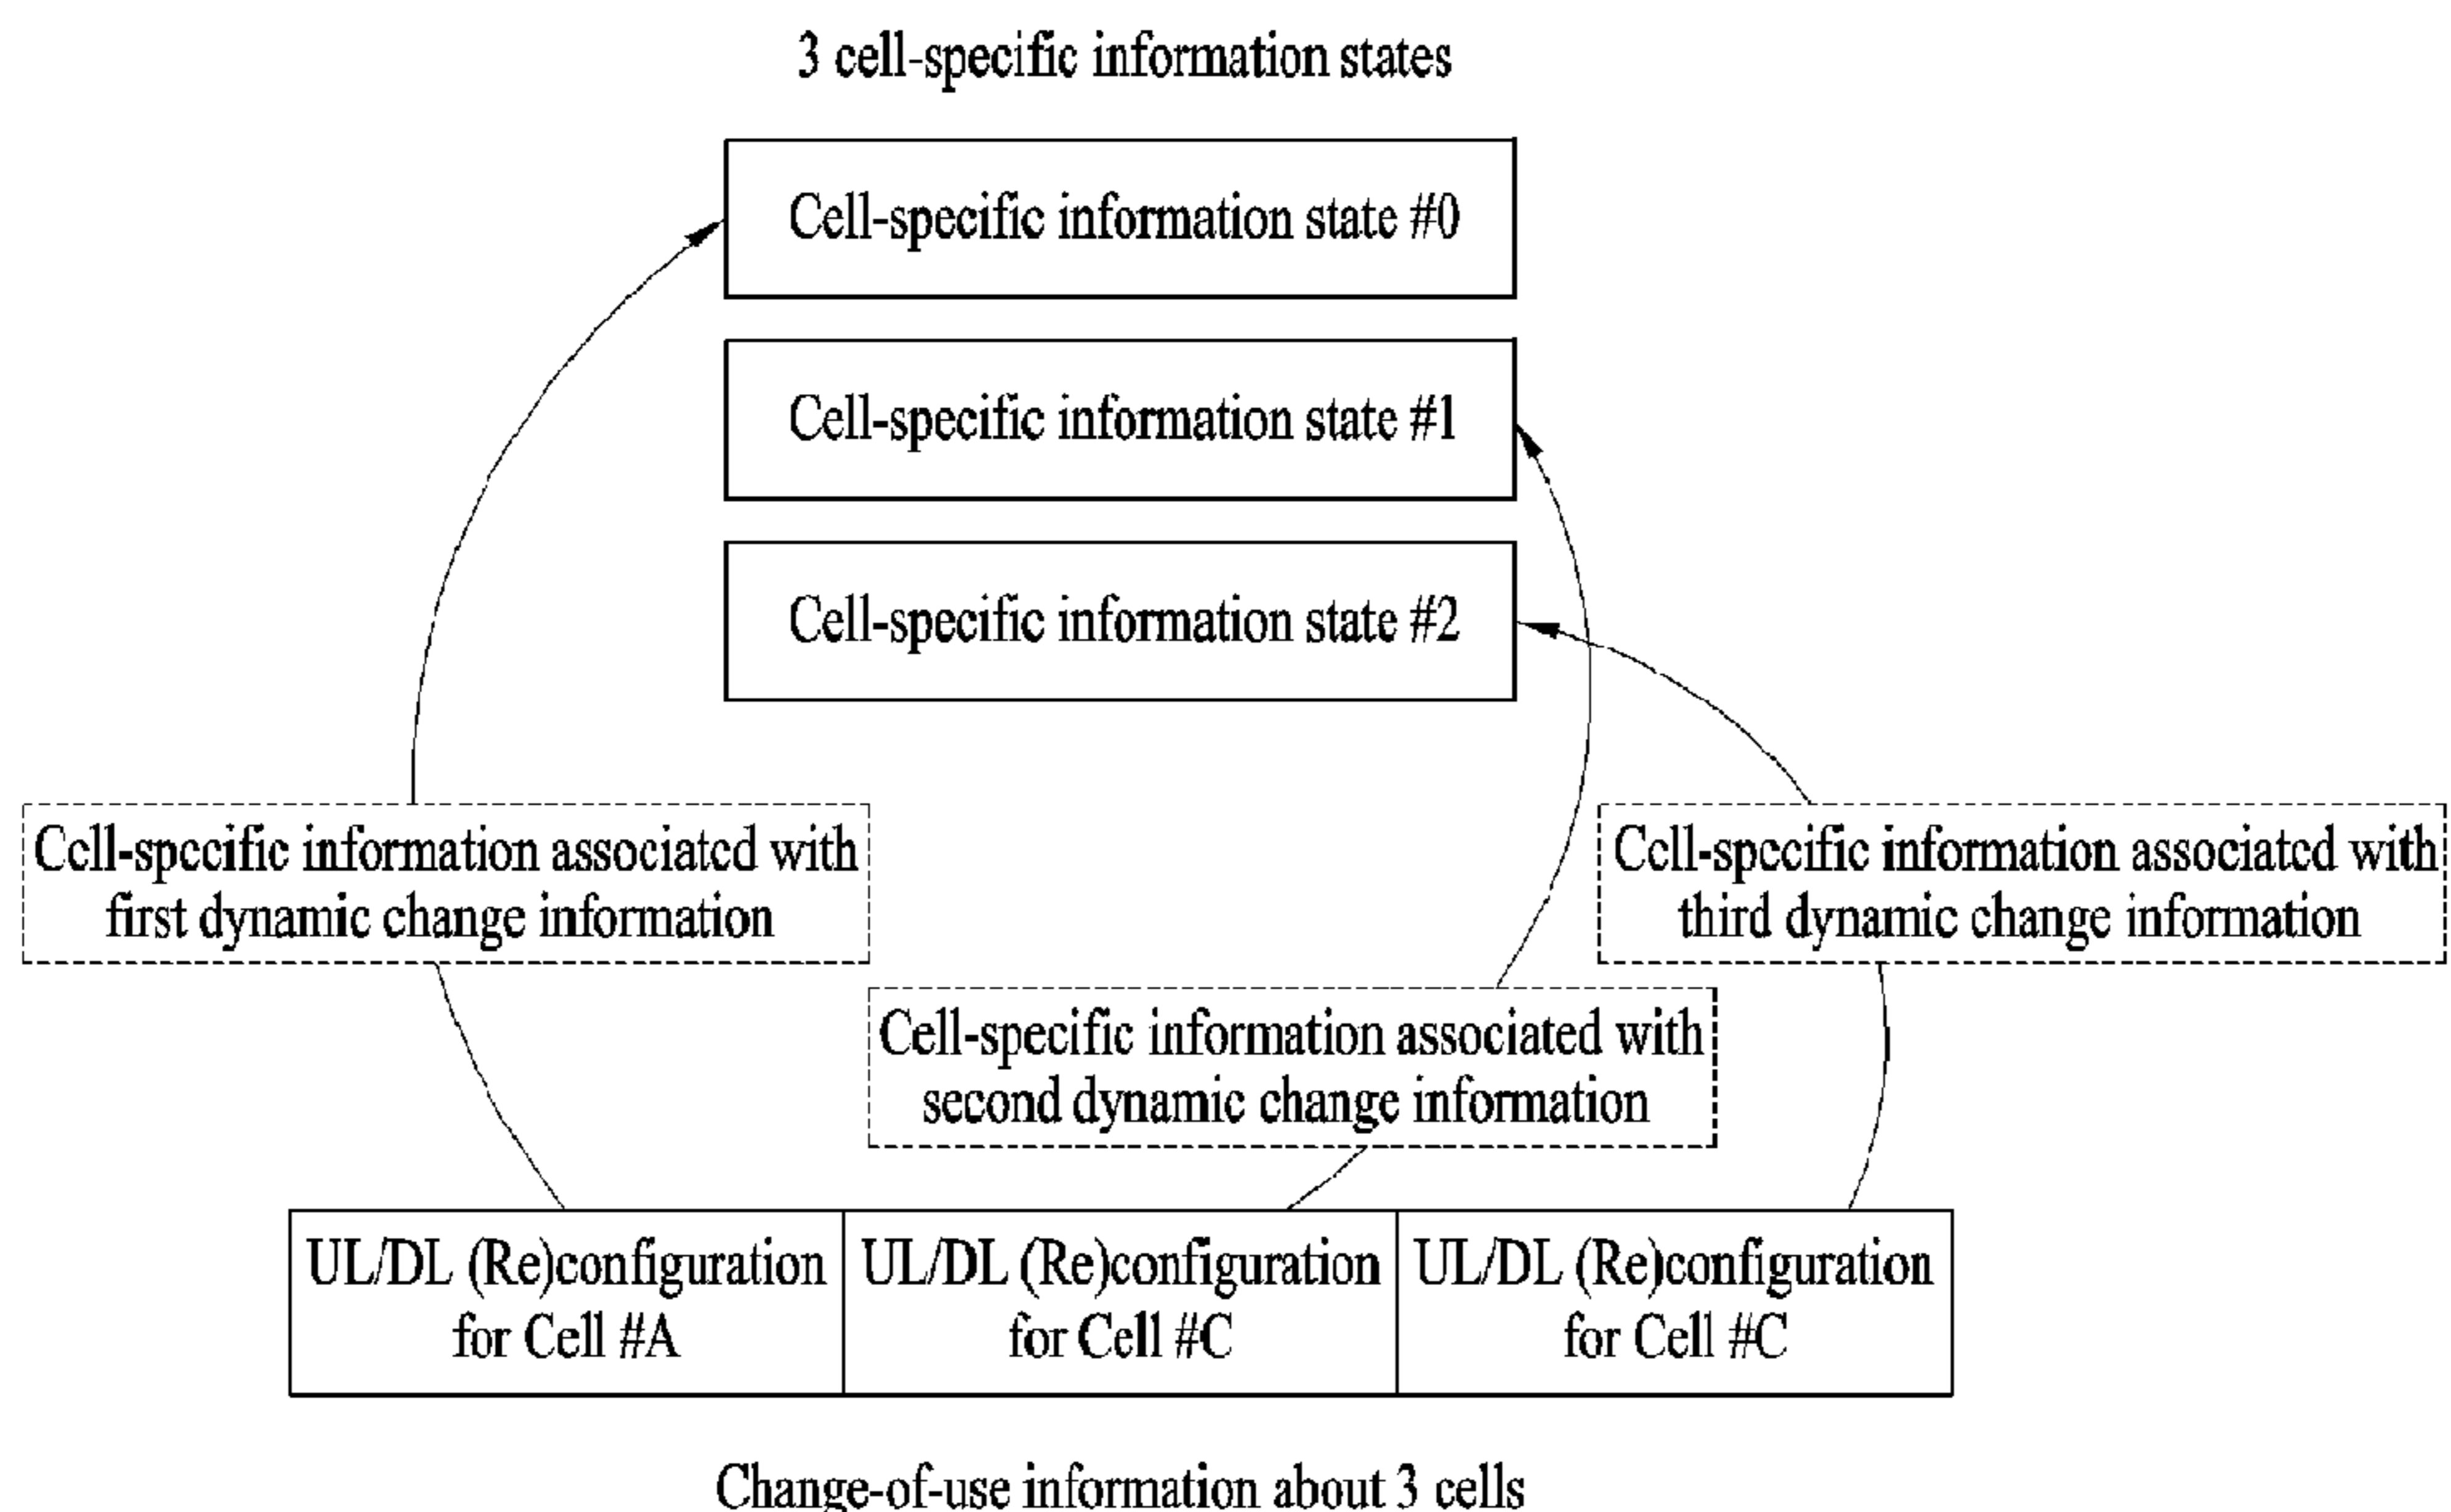 3 cell-specific information states
Cell-specific information state #0
Cell-specific information state #1
Cell-specific information state #2
Cell-specific information associated with
first dynamic change information
Cell-specific information associated with
third dynamic change information
Cell-specific information associated with
second dynamic change information
UL/DL (Re)configuration
for Cell #A
UL/DL (Re)configuration
for Cell #C
UL/DL (Re)configuration
for Cell #C
Change-of-use information about 3 cells